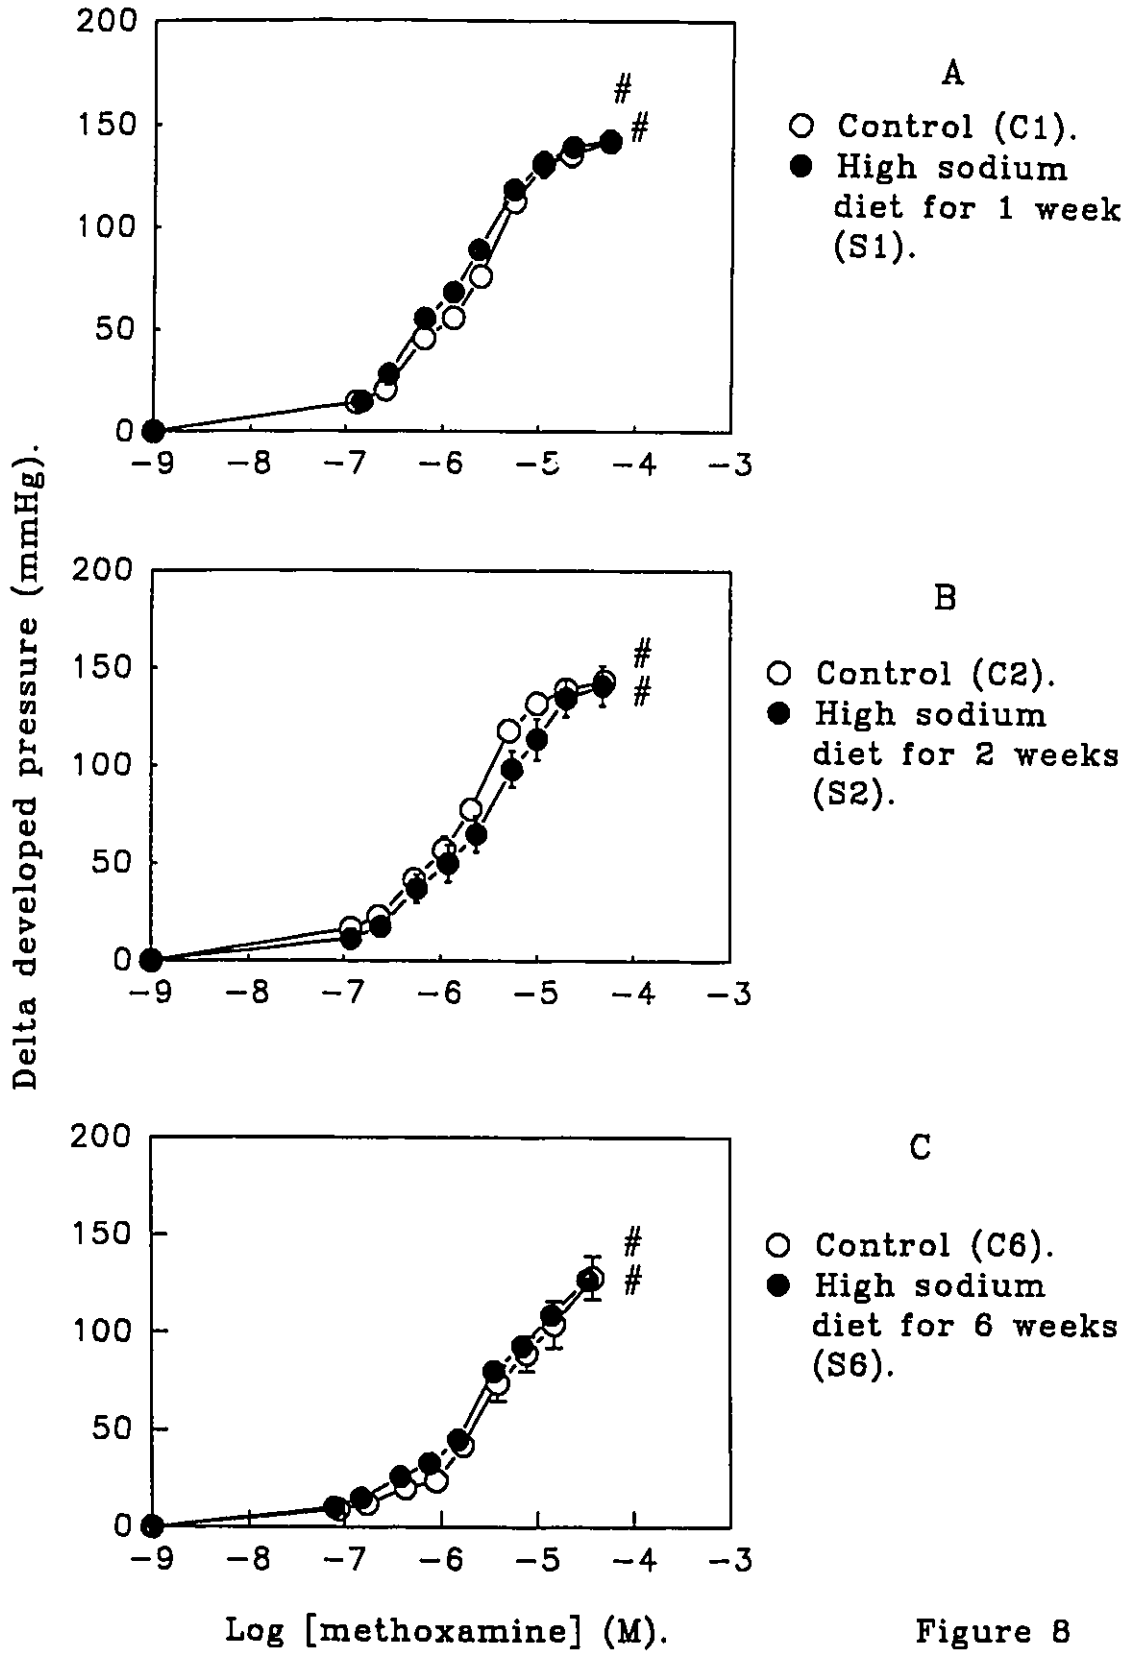 200
150
100
50
0
-9 -8 -7 -6 -5 -4 -3
#
#
A
Control (C1).
High sodium
diet for 1 week
(S1).
Delta developed pressure (mmHg).
200
150
100
50
0
-9 -8 -7 -6 -5 -4 -3
#
#
B
Control (C2).
High sodium
diet for 2 weeks
(S2).
200
150
100
50
0
-9 -8 -7 -6 -5 -4 -3
#
#
C
Control (C6).
High sodium
diet for 6 weeks
(S6).
Log [methoxamine] (M).
Figure 8